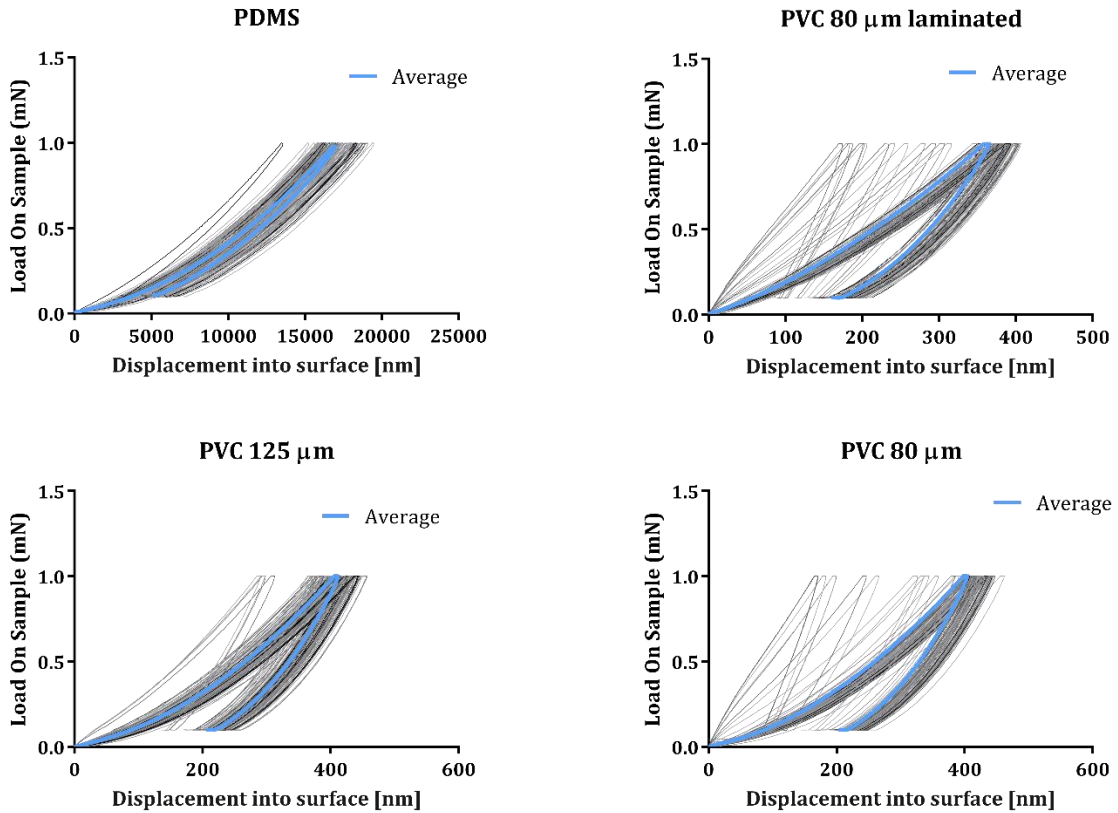 PDMS
Load On Sample (mN)
1.5
1.0
0.5
0.0
Average
0 5000 10000 15000 20000 25000
Displacement into surface [nm]
PVC 80 μm laminated
Load On Sample (mN)
1.5
1.0
0.5
0.0
Average
0 100 200 300 400 500
Displacement into surface [nm]
PVC 125 μm
Load On Sample (mN)
1.5
1.0
0.5
0.0
Average
0 200 400 600
Displacement into surface [nm]
PVC 80 μm
Load On Sample (mN)
1.5
1.0
0.5
0.0
Average
0 200 400 600
Displacement into surface [nm]